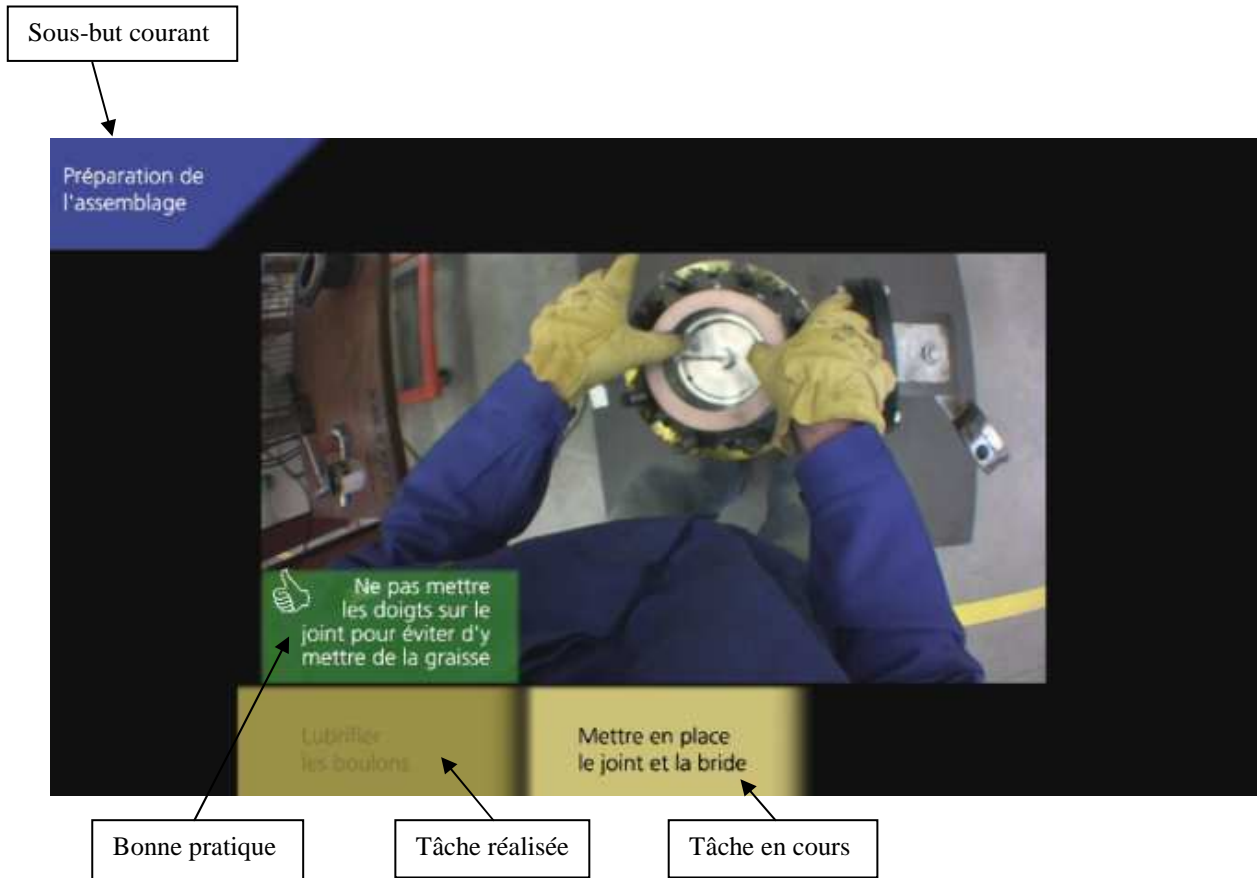 Sous-but courant
Préparation de
l'assemblage
Ne pas mettre
les doigts sur le
joint pour éviter d'y
mettre de la graisse
Lubrifier
les boulons
Mettre en place
le joint et la bride
Bonne pratique
Tâche réalisée
Tâche en cours